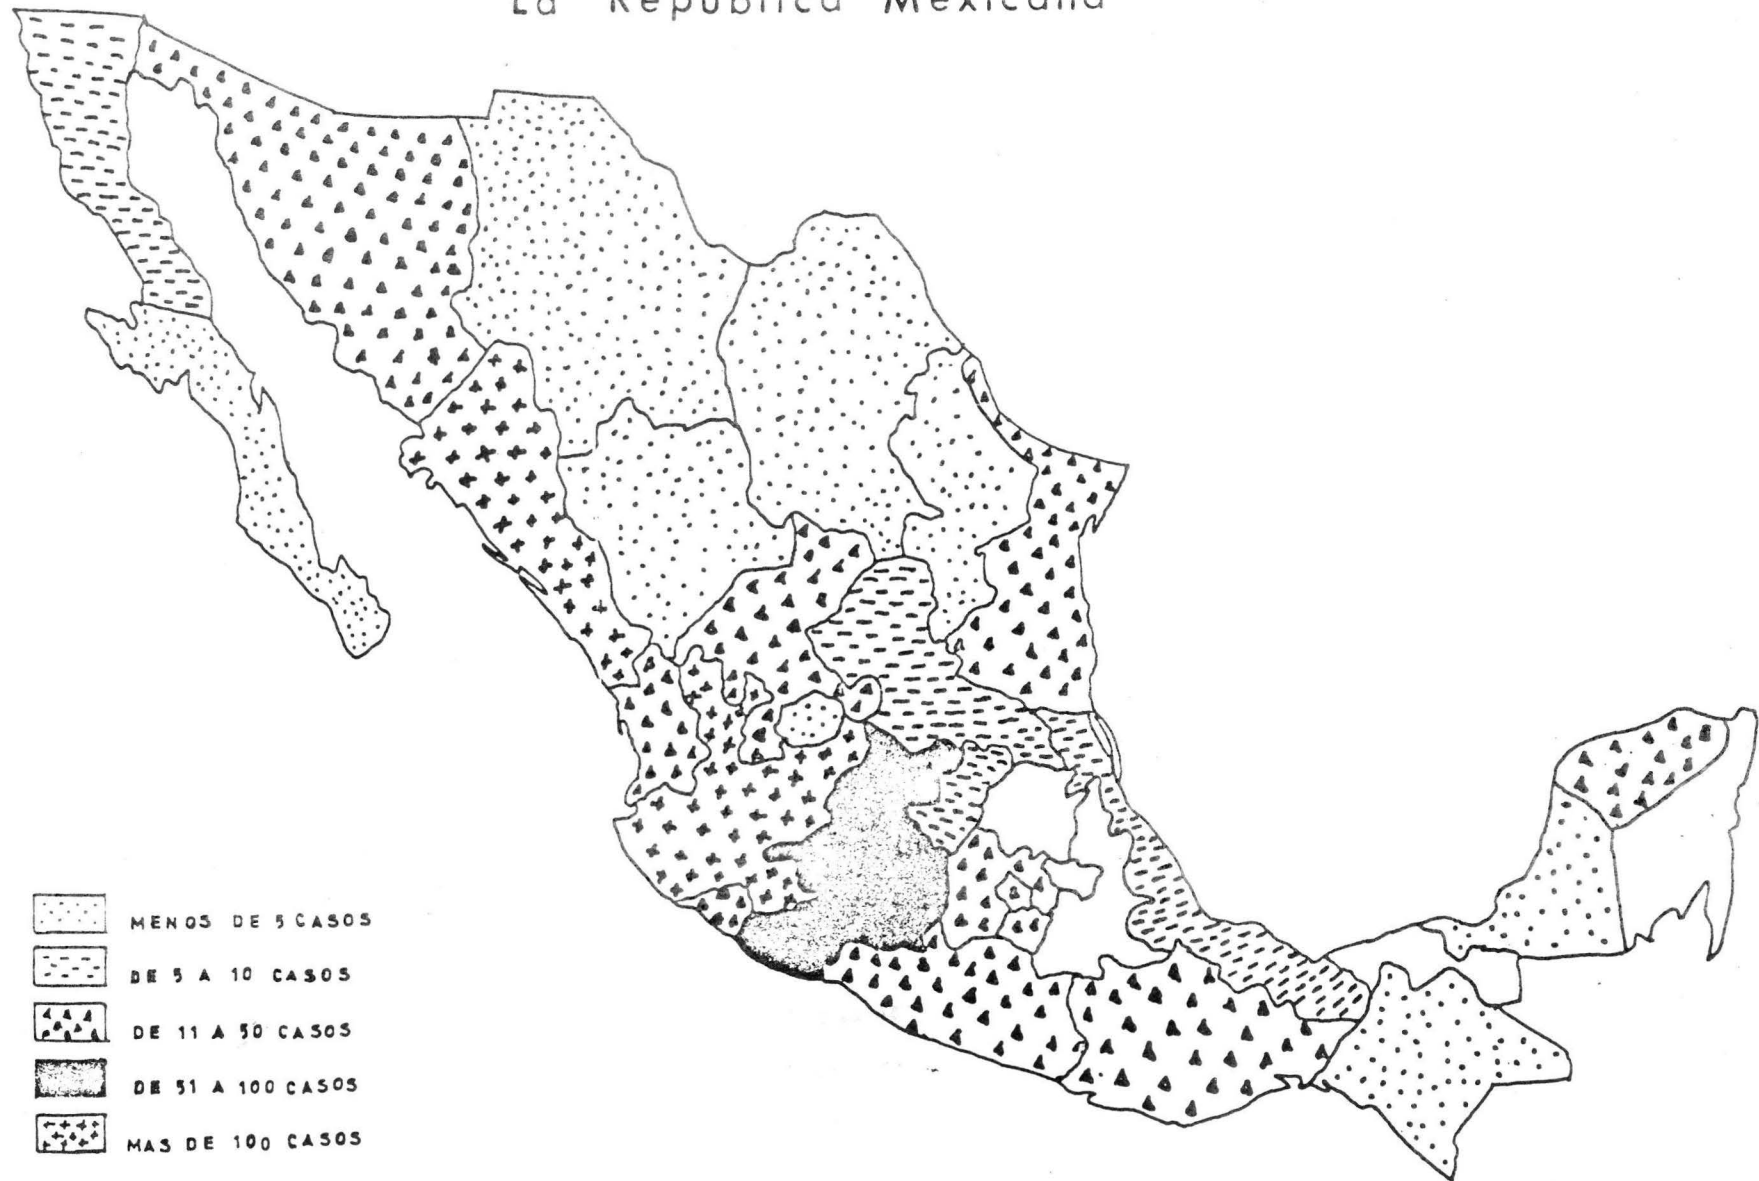 La República Mexicana
MENOS DE 5 CASOS
DE 5 A 10 CASOS
DE 11 A 50 CASOS
DE 51 A 100 CASOS
MAS DE 100 CASOS